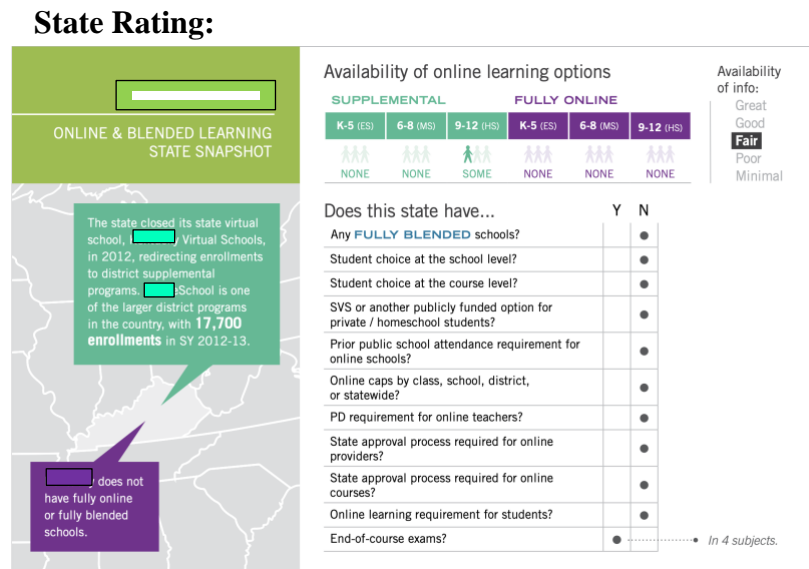 State Rating:
ONLINE & BLENDED LEARNING
STATE SNAPSHOT
The state closed its state virtual
school, Virtual Schools,
in 2012, redirecting enrollments
to district supplemental
programs. eSchool is one
of the larger district programs
in the country, with 17,700
enrollments in SY 2012-13.
y does not
have fully online
or fully blended
schools.
Availability of online learning options
SUPPLEMENTAL FULLY ONLINE
K-5 (ES) 6-8 (MS) 9-12 (HS) K-5 (ES) 6-8 (MS) 9-12 (HS)
NONE NONE SOME NONE NONE NONE
Availability
of info:
Great
Good
Fair
Poor
Minimal
Does this state have... Y N
Any FULLY BLENDED schools?
Student choice at the school level?
Student choice at the course level?
SVS or another publicly funded option for
private / homeschool students?
Prior public school attendance requirement for
online schools?
Online caps by class, school, district,
or statewide?
PD requirement for online teachers?
State approval process required for online
providers?
State approval process required for online
courses?
Online learning requirement for students?
End-of-course exams? In 4 subjects.